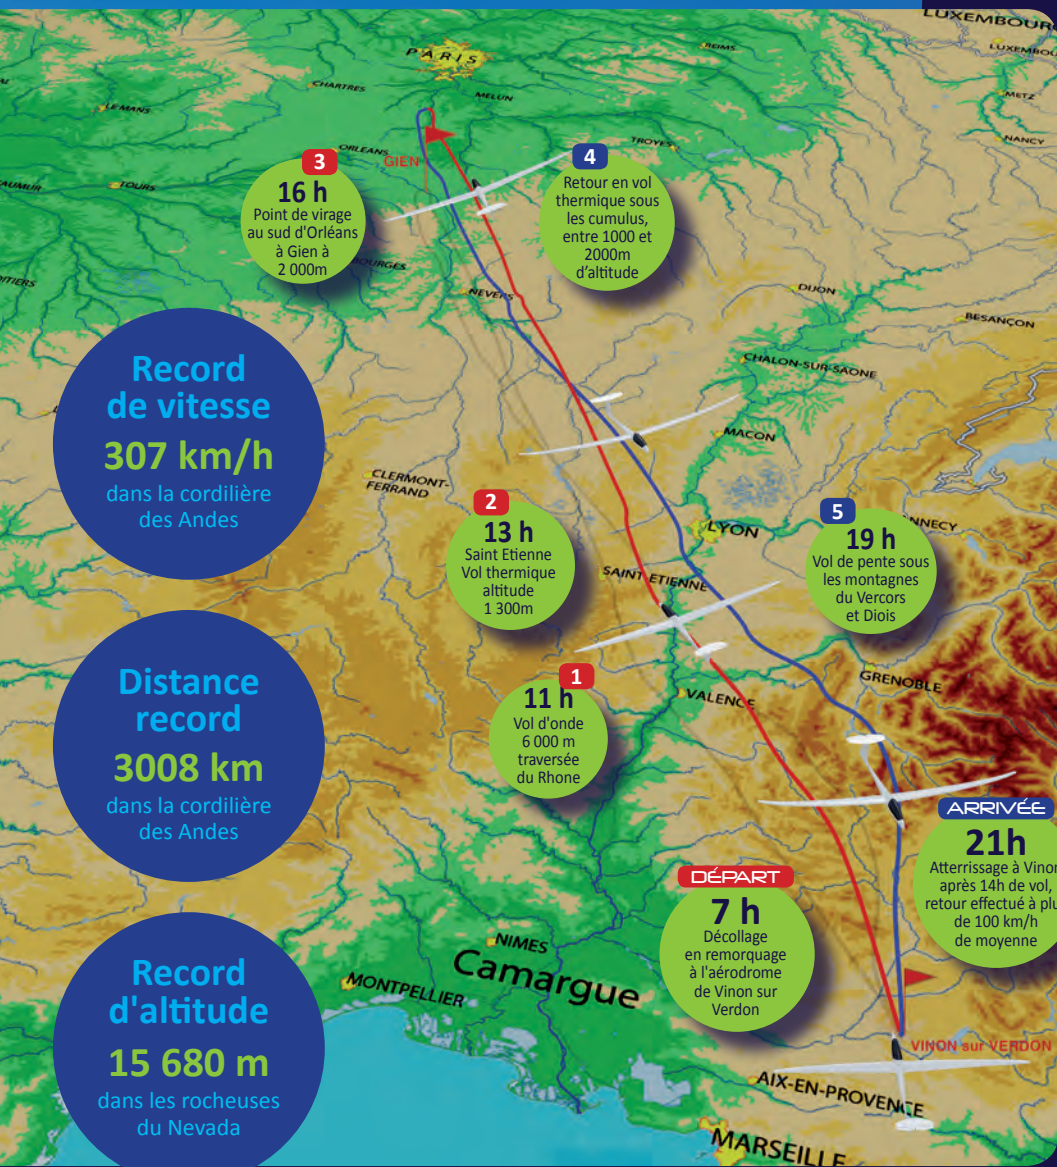 LUXEMBOURG
LUXEMBOU
PARIS
REIMS
CHARTRES
MELUN
METZ
LE MANS
NANCY
ORLEANS
TROYES
GIEN
3
16 h
Point de virage
au sud d'Orléans
à Gien à
2 000m
4
Retour en vol
thermique sous
les cumulus,
entre 1000 et
2000m
d'altitude
AUMUR
TOURS
BOURGES
OITIERS
NEVERS
DIJON
BESANÇON
CHALON-SUR-SAONE
MACON
CLERMONT-
FERRAND
Record
de vitesse
307 km/h
dans la cordilière
des Andes
2
13 h
Saint Etienne
Vol thermique
altitude
1 300m
LYON
5
19 h
Vol de pente sous
les montagnes
du Vercors
et Diois
NNECY
SAINT ETIENNE
1
11 h
Vol d'onde
6 000 m
traversée
du Rhone
VALENCE
GRENOBLE
Distance
record
3008 km
dans la cordilière
des Andes
ARRIVÉE
21h
Atterrissage à Vinon
après 14h de vol,
retour effectué à plu
de 100 km/h
de moyenne
DÉPART
7 h
Décollage
en remorquage
à l'aérodrome
de Vinon sur
Verdon
NIMES
Camargue
MONTPELLIER
Record
d'altitude
15 680 m
dans les rocheuses
du Nevada
VINON sur VERDON
AIX-EN-PROVENCE
MARSEILLE